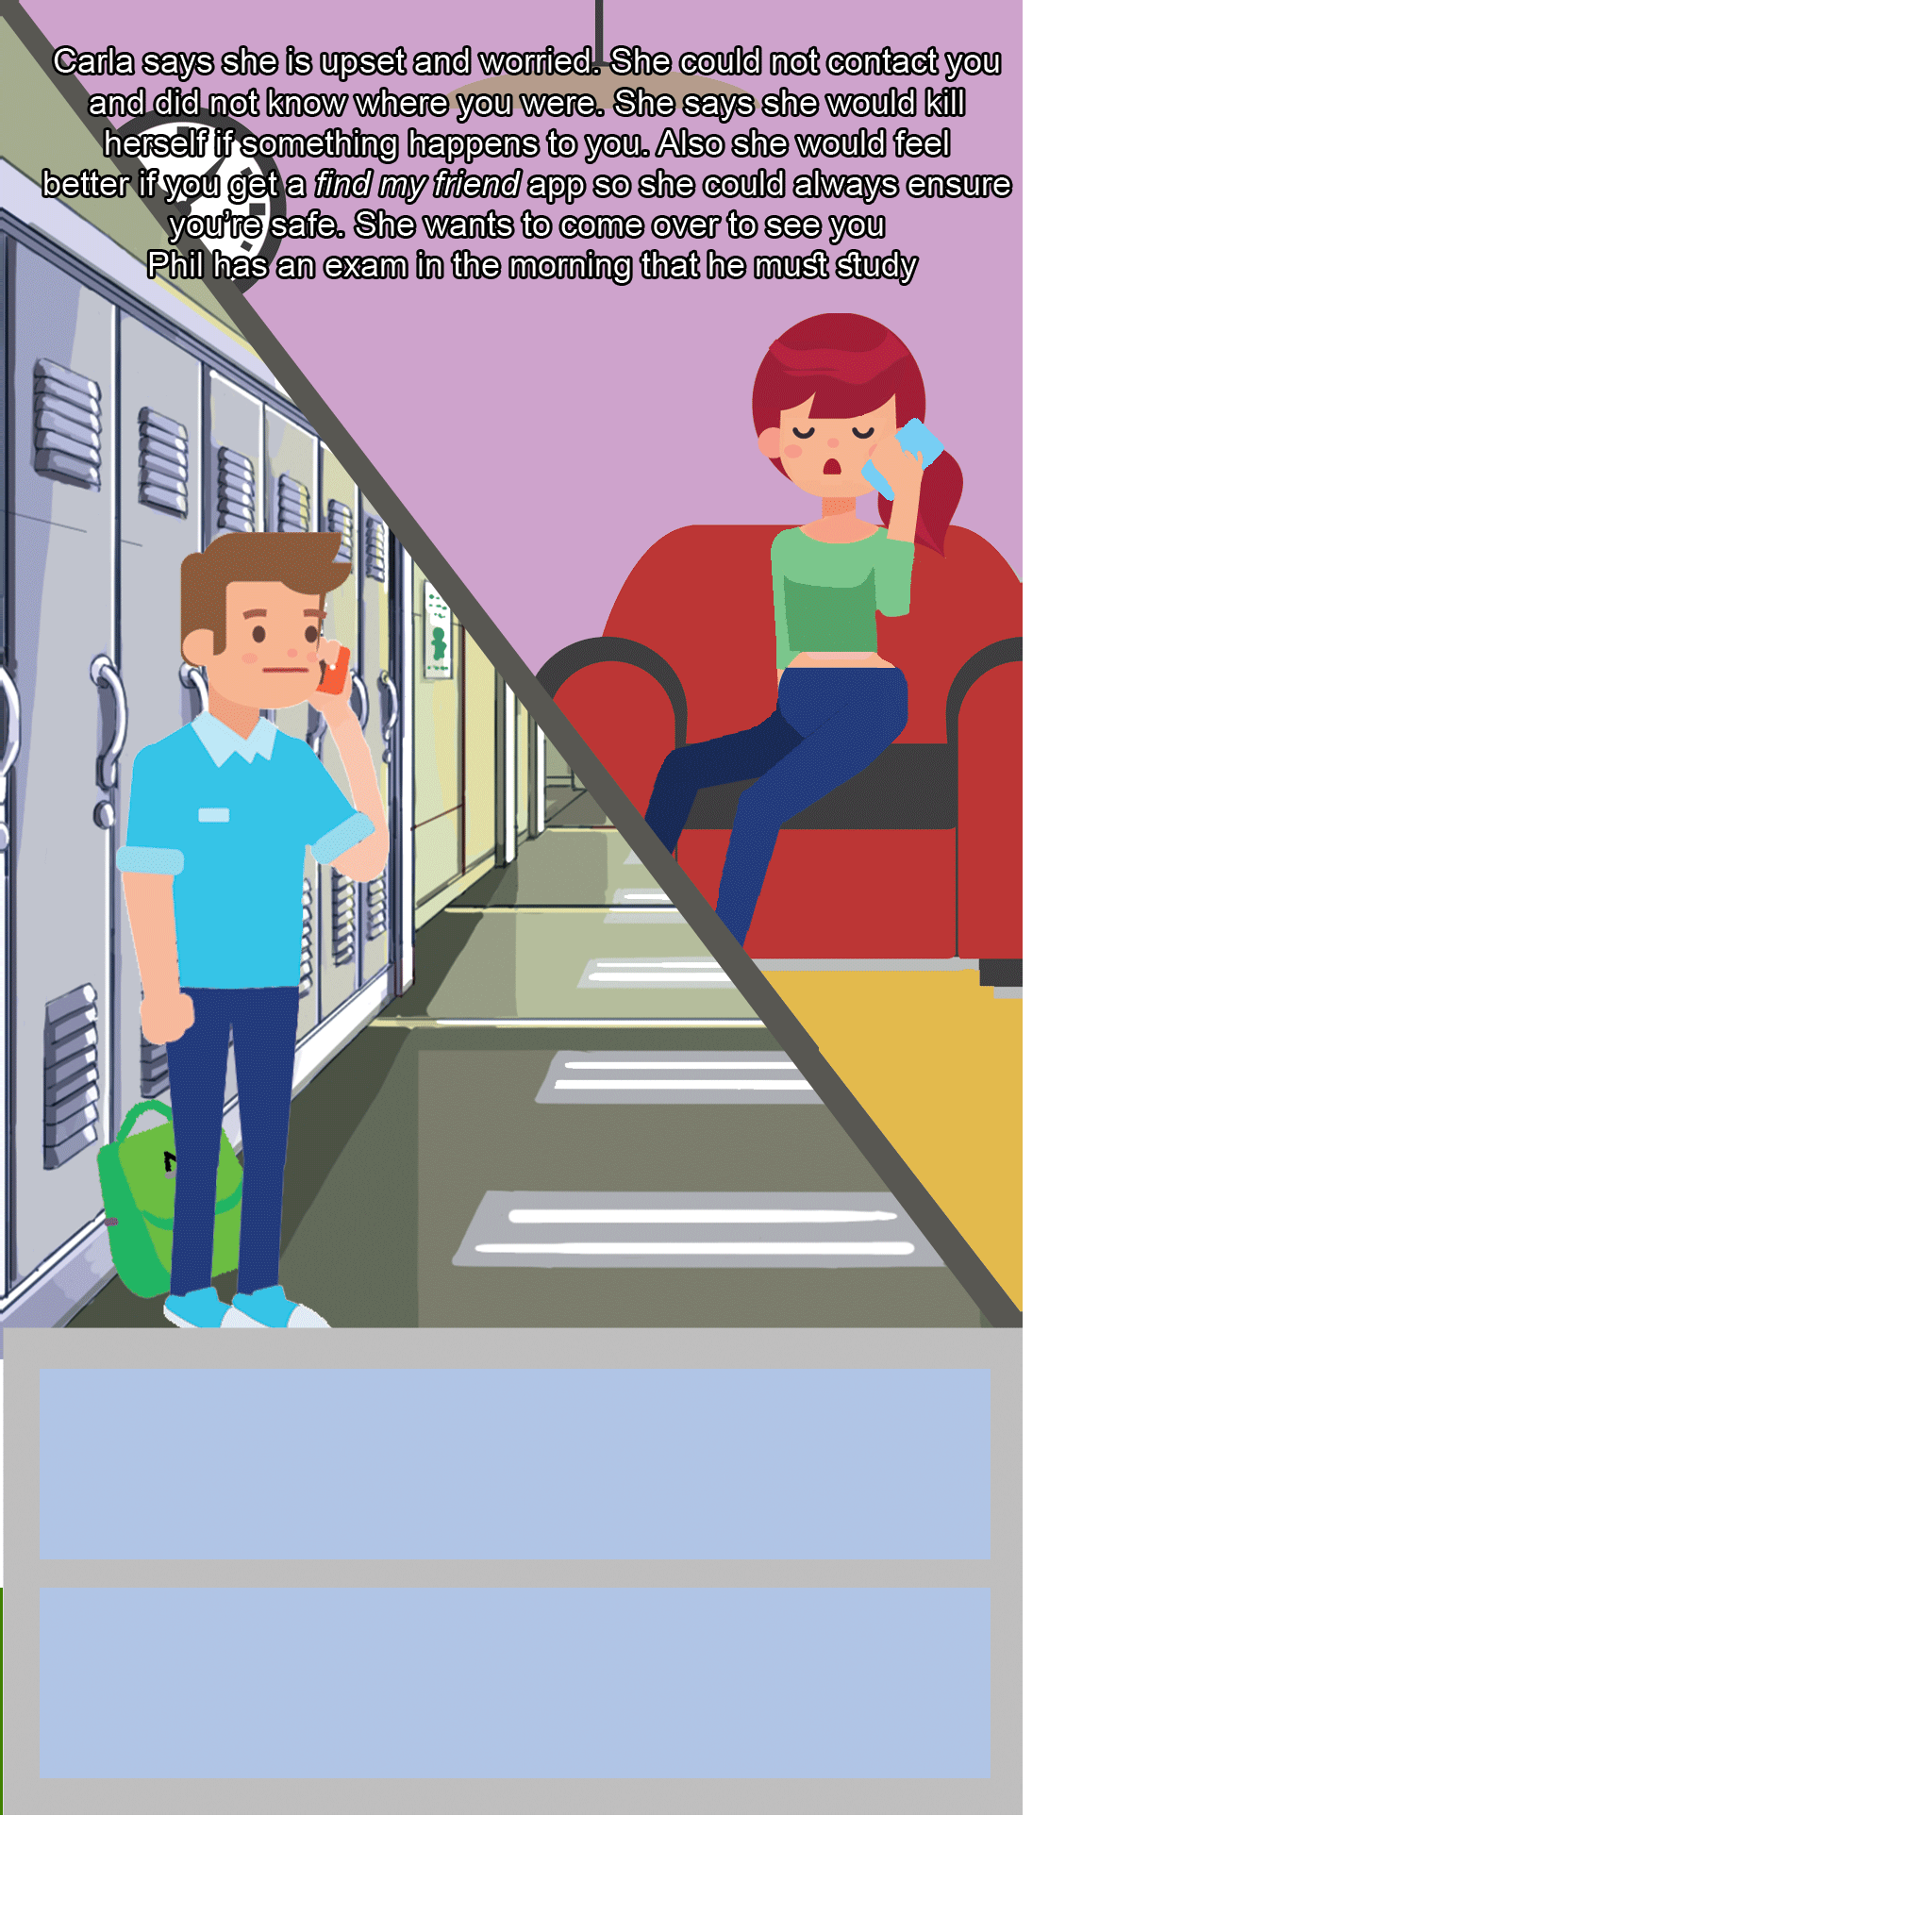 Carla says she is upset and worried. She could not contact you
and did not know where you were. She says she would kill
herself if something happens to you. Also she would feel
better if you get a find my friend app so she could always ensure
you're safe. She wants to come over to see you
Phil has an exam in the morning that he must study